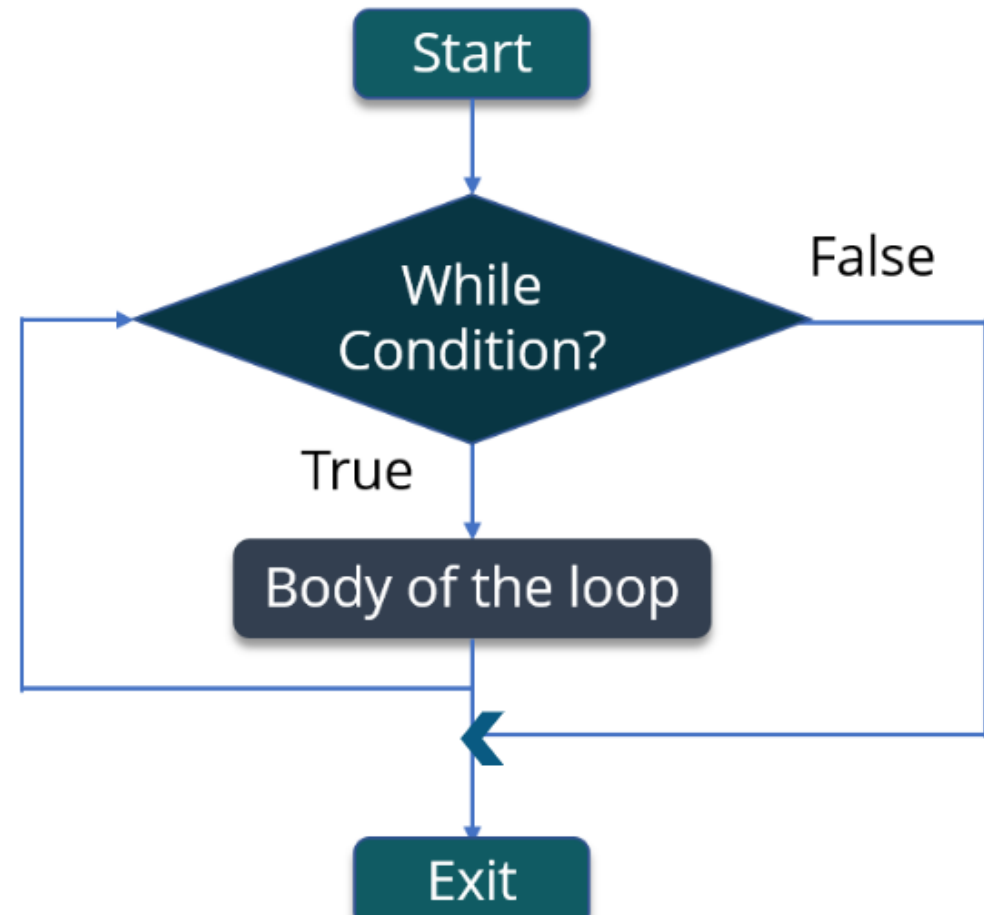 Start
While
Condition?
False
True
Body of the loop
Exit